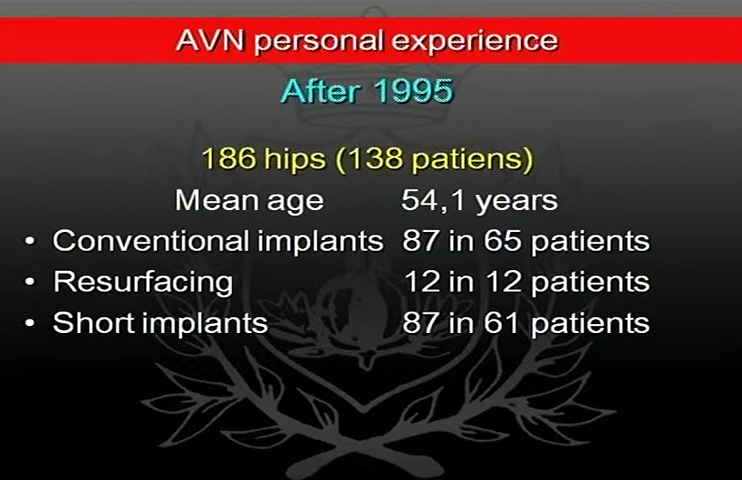 AVN personal experience
After 1995
186 hips (138 patiens)
Mean age 54,1 years
• Conventional implants 87 in 65 patients
• Resurfacing 12 in 12 patients
• Short implants 87 in 61 patients